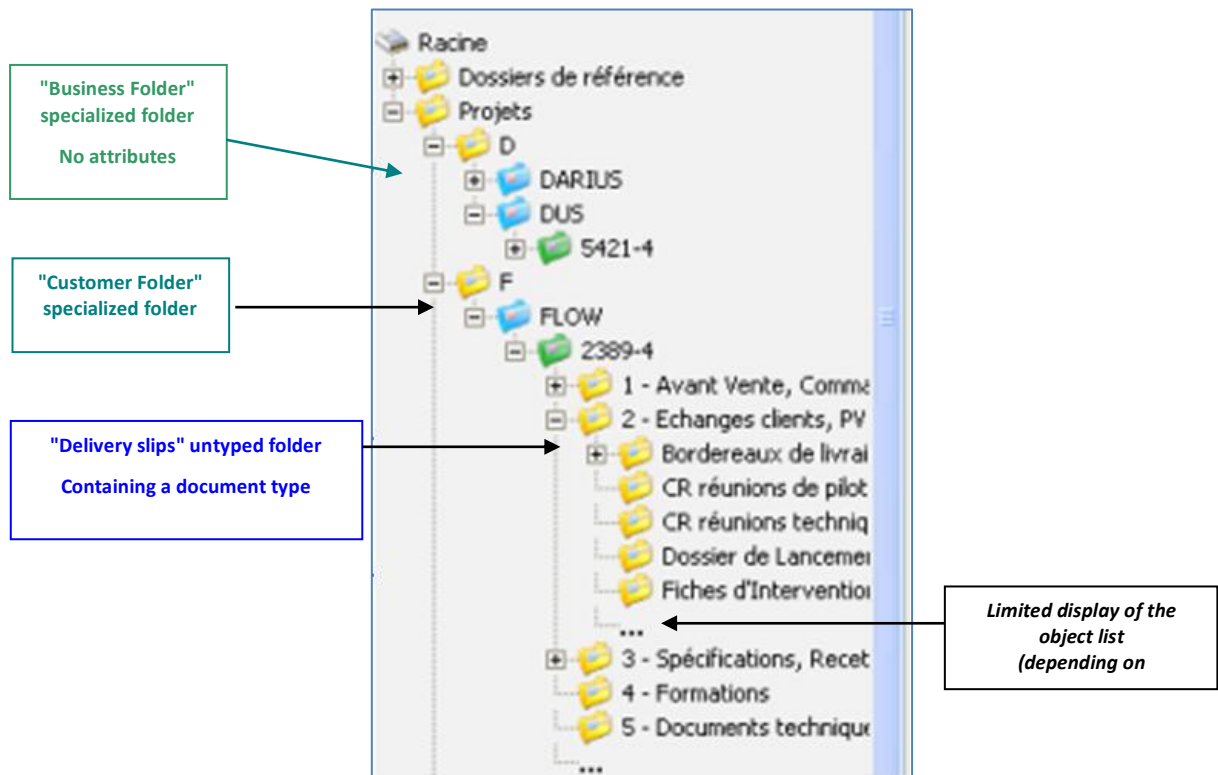 Racine
Dossiers de référence
Projets
D
DARIUS
DUS
5421-4
F
FLOW
2389-4
1 - Avant Vente, Comma
2 - Echanges clients, PV
Bordereaux de livrai
CR réunions de pilot
CR réunions techniq
Dossier de Lancemei
Fiches d'Intervention
...
3 - Spécifications, Recet
4 - Formations
5 - Documents technique
...
"Business Folder"
specialized folder
No attributes
"Customer Folder"
specialized folder
"Delivery slips" untyped folder
Containing a document type
Limited display of the
object list
(depending on